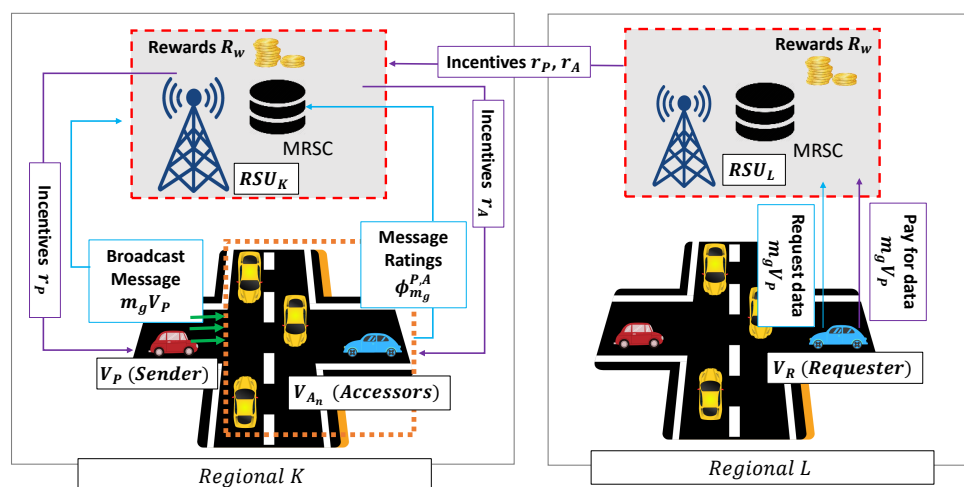 Rewards R_w
MRSC
RSU_K
Incentives r_P
Incentives r_A
Broadcast
Message
m_g V_P
Message
Ratings
ϕ_{m_g}^{P,A}
V_P (Sender)
V_{A_n} (Accessors)
Regional K
Incentives r_P, r_A
Rewards R_w
MRSC
RSU_L
Request data
m_g V_P
Pay for data
m_g V_P
V_R (Requester)
Regional L